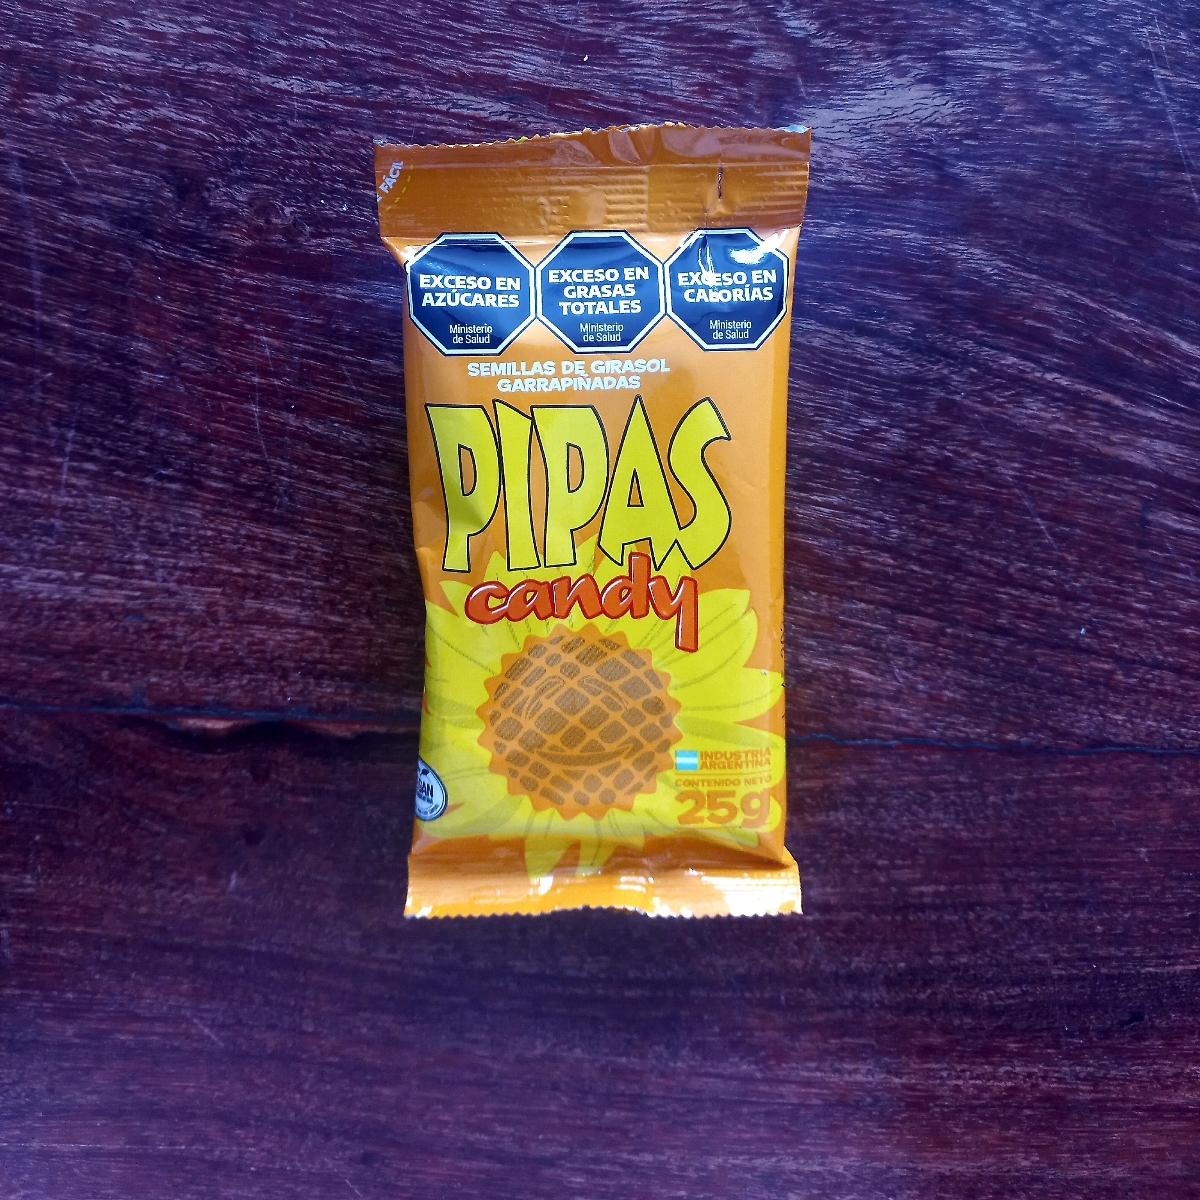 FÁCIL
EXCESO EN
AZÚCARES
Ministerio
de Salud
EXCESO EN
GRASAS
TOTALES
Ministerio
de Salud
EXCESO EN
CALORÍAS
Ministerio
de Salud
SEMILLAS DE GIRASOL
GARRAPIÑADAS
PIPAS
candy
INDUSTRIA
ARGENTINA
CONTENIDO NETO
25g